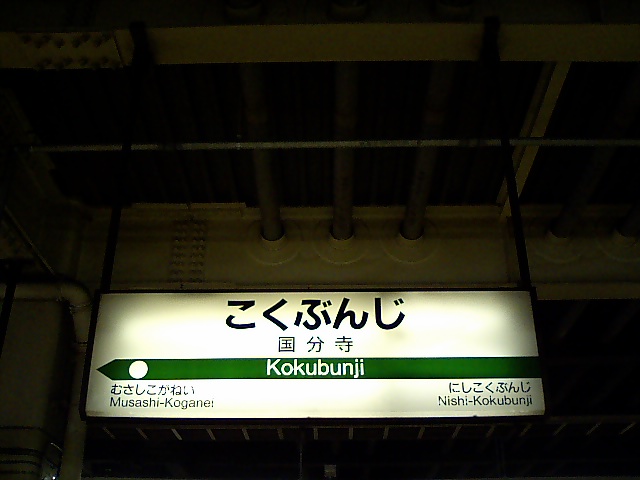 こくぶんじ
国分寺
Kokubunji
むさしこがねい
Musashi-Koganei
にしこくぶんじ
Nishi-Kokubunji